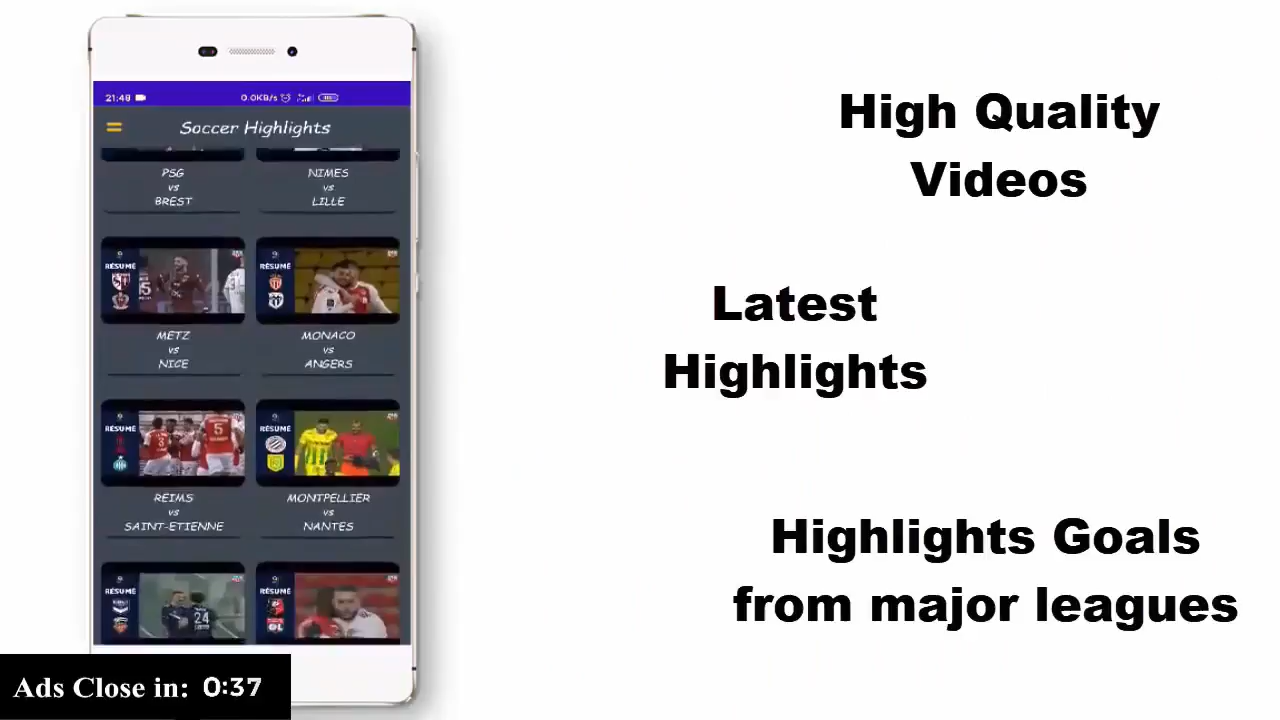 21:48
0.0KB/s
Soccer Highlights
PSG
vs
BREST
NIMES
vs
LILLE
RÉSUMÉ
RÉSUMÉ
METZ
vs
NICE
MONACO
vs
ANGERS
RÉSUMÉ
5
RÉSUMÉ
REIMS
vs
SAINT-ETIENNE
MONTPELLIER
vs
NANTES
RÉSUMÉ
24
RÉSUMÉ
High Quality
Videos
Latest
Highlights
Highlights Goals
from major leagues
Ads Close in: 0:37